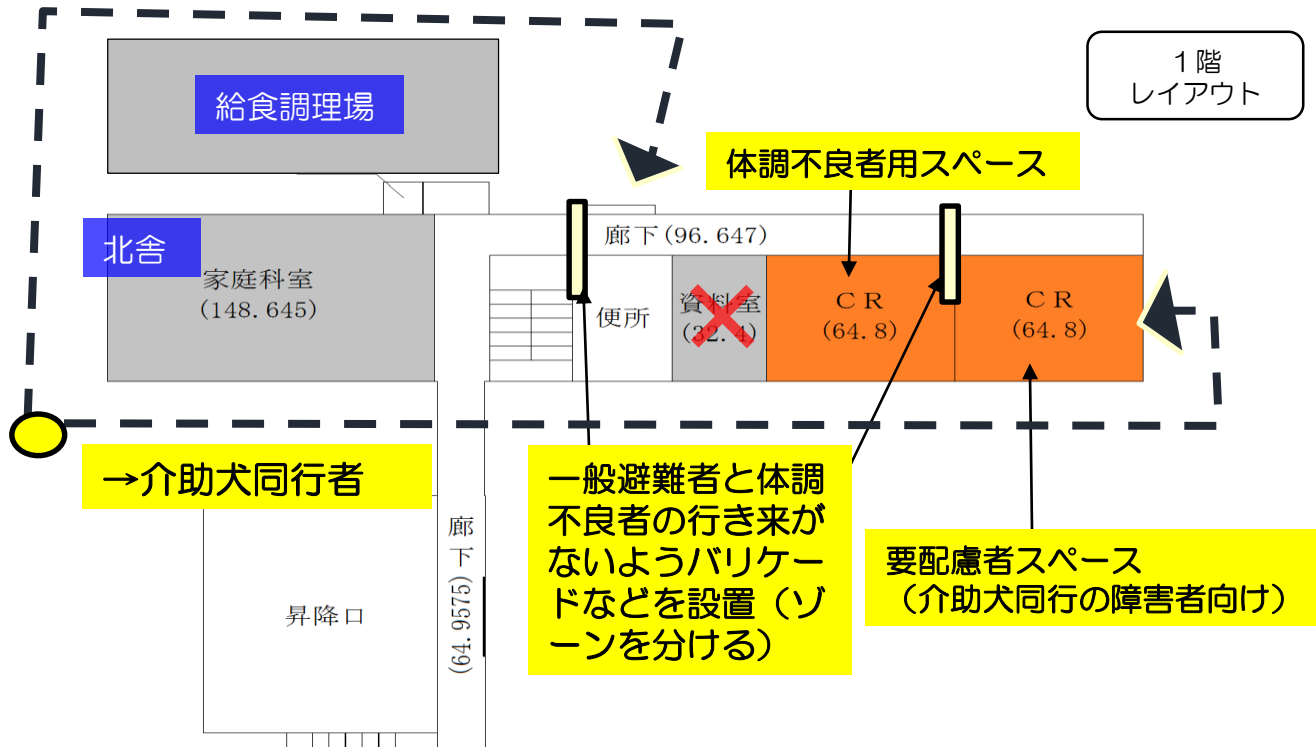 １階
レイアウト
給食調理場
体調不良者用スペース
北舎
廊下(96.647)
家庭科室
(148.645)
便所
資料室
(32.4)
ＣＲ
(64.8)
ＣＲ
(64.8)
→介助犬同行者
一般避難者と体調
不良者の行き来が
ないようバリケー
ドなどを設置（ゾ
ーンを分ける）
要配慮者スペース
（介助犬同行の障害者向け）
廊下(64.9575)
昇降口